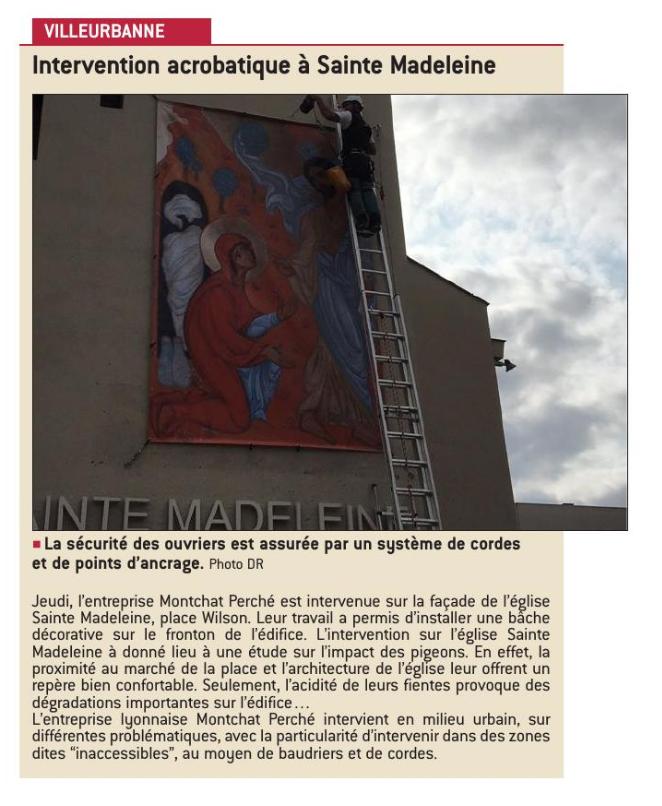 VILLEURBANNE
Intervention acrobatique à Sainte Madeleine
AINTE MADELEINE
■ La sécurité des ouvriers est assurée par un système de cordes
et de points d’ancrage. Photo DR
Jeudi, l’entreprise Montchat Perché est intervenue sur la façade de l’église
Sainte Madeleine, place Wilson. Leur travail a permis d’installer une bâche
décorative sur le fronton de l’édifice. L’intervention sur l’église Sainte
Madeleine à donné lieu à une étude sur l’impact des pigeons. En effet, la
proximité au marché de la place et l’architecture de l’église leur offrent un
repère bien confortable. Seulement, l’acidité de leurs fientes provoque des
dégradations importantes sur l’édifice…
L’entreprise lyonnaise Montchat Perché intervient en milieu urbain, sur
différentes problématiques, avec la particularité d’intervenir dans des zones
dites “inaccessibles”, au moyen de baudriers et de cordes.